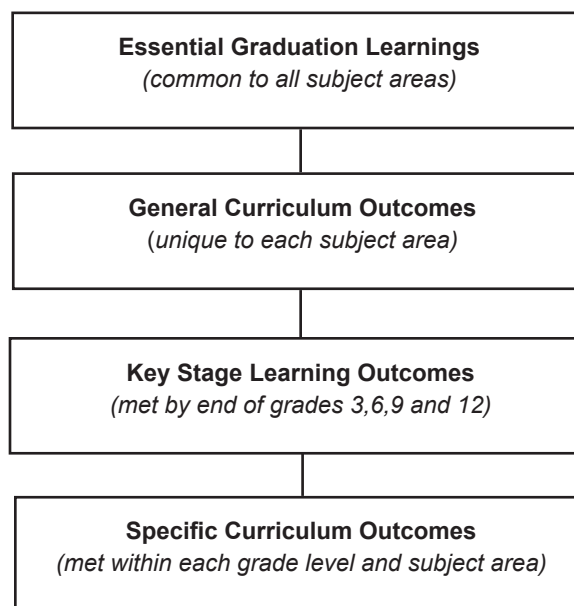 Essential Graduation Learnings
(common to all subject areas)
General Curriculum Outcomes
(unique to each subject area)
Key Stage Learning Outcomes
(met by end of grades 3,6,9 and 12)
Specific Curriculum Outcomes
(met within each grade level and subject area)